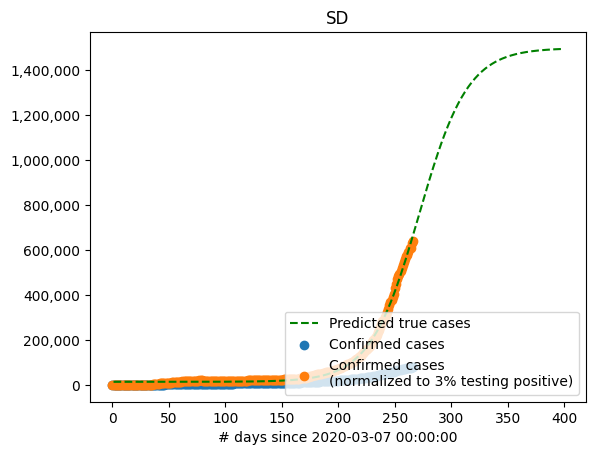 SD
1,400,000
1,200,000
1,000,000
800,000
600,000
400,000
200,000
0
Predicted true cases
Confirmed cases
Confirmed cases
(normalized to 3% testing positive)
0 50 100 150 200 250 300 350 400
# days since 2020-03-07 00:00:00